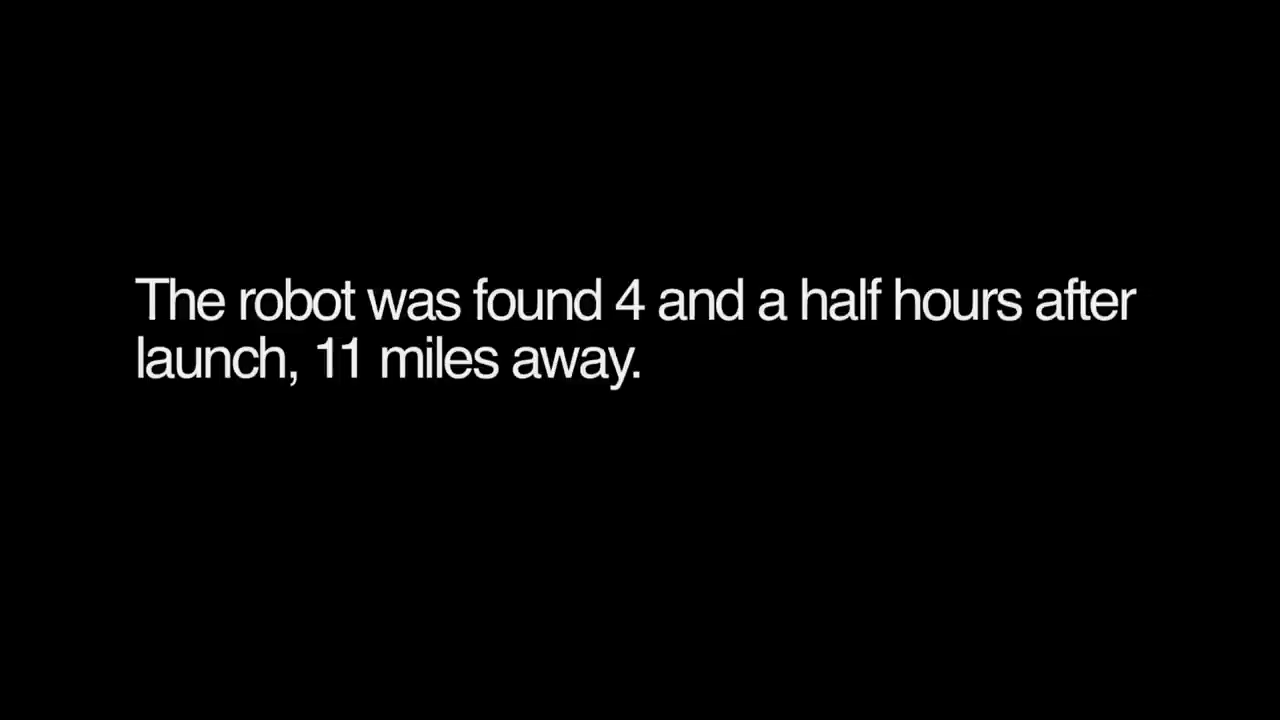 The robot was found 4 and a half hours after
launch, 11 miles away.